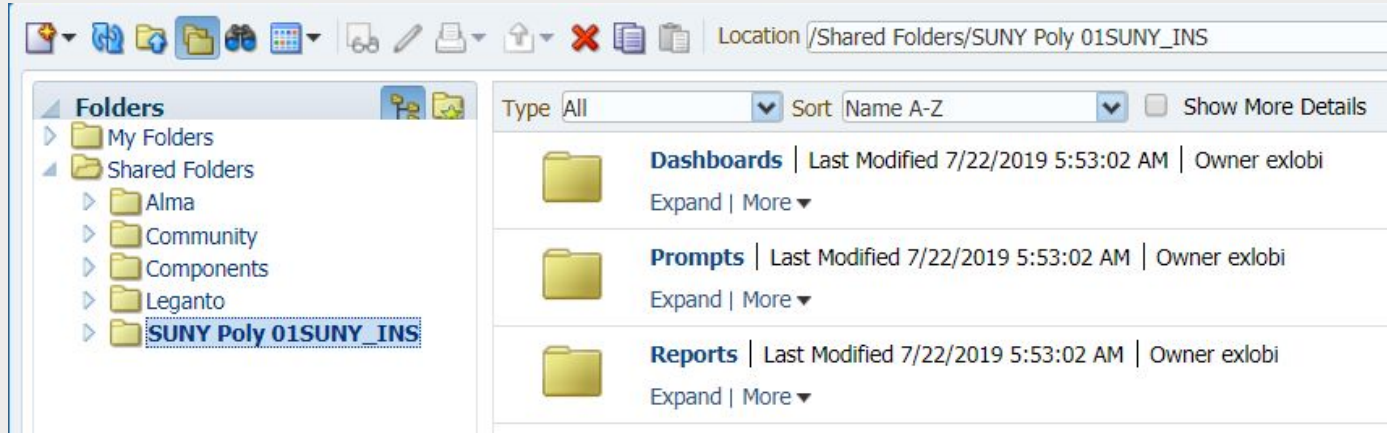 Location /Shared Folders/SUNY Poly 01SUNY_INS
Folders
My Folders
Shared Folders
Alma
Community
Components
Leganto
SUNY Poly 01SUNY_INS
Type All Sort Name A-Z Show More Details
Dashboards | Last Modified 7/22/2019 5:53:02 AM | Owner exlobi
Expand | More
Prompts | Last Modified 7/22/2019 5:53:02 AM | Owner exlobi
Expand | More
Reports | Last Modified 7/22/2019 5:53:02 AM | Owner exlobi
Expand | More